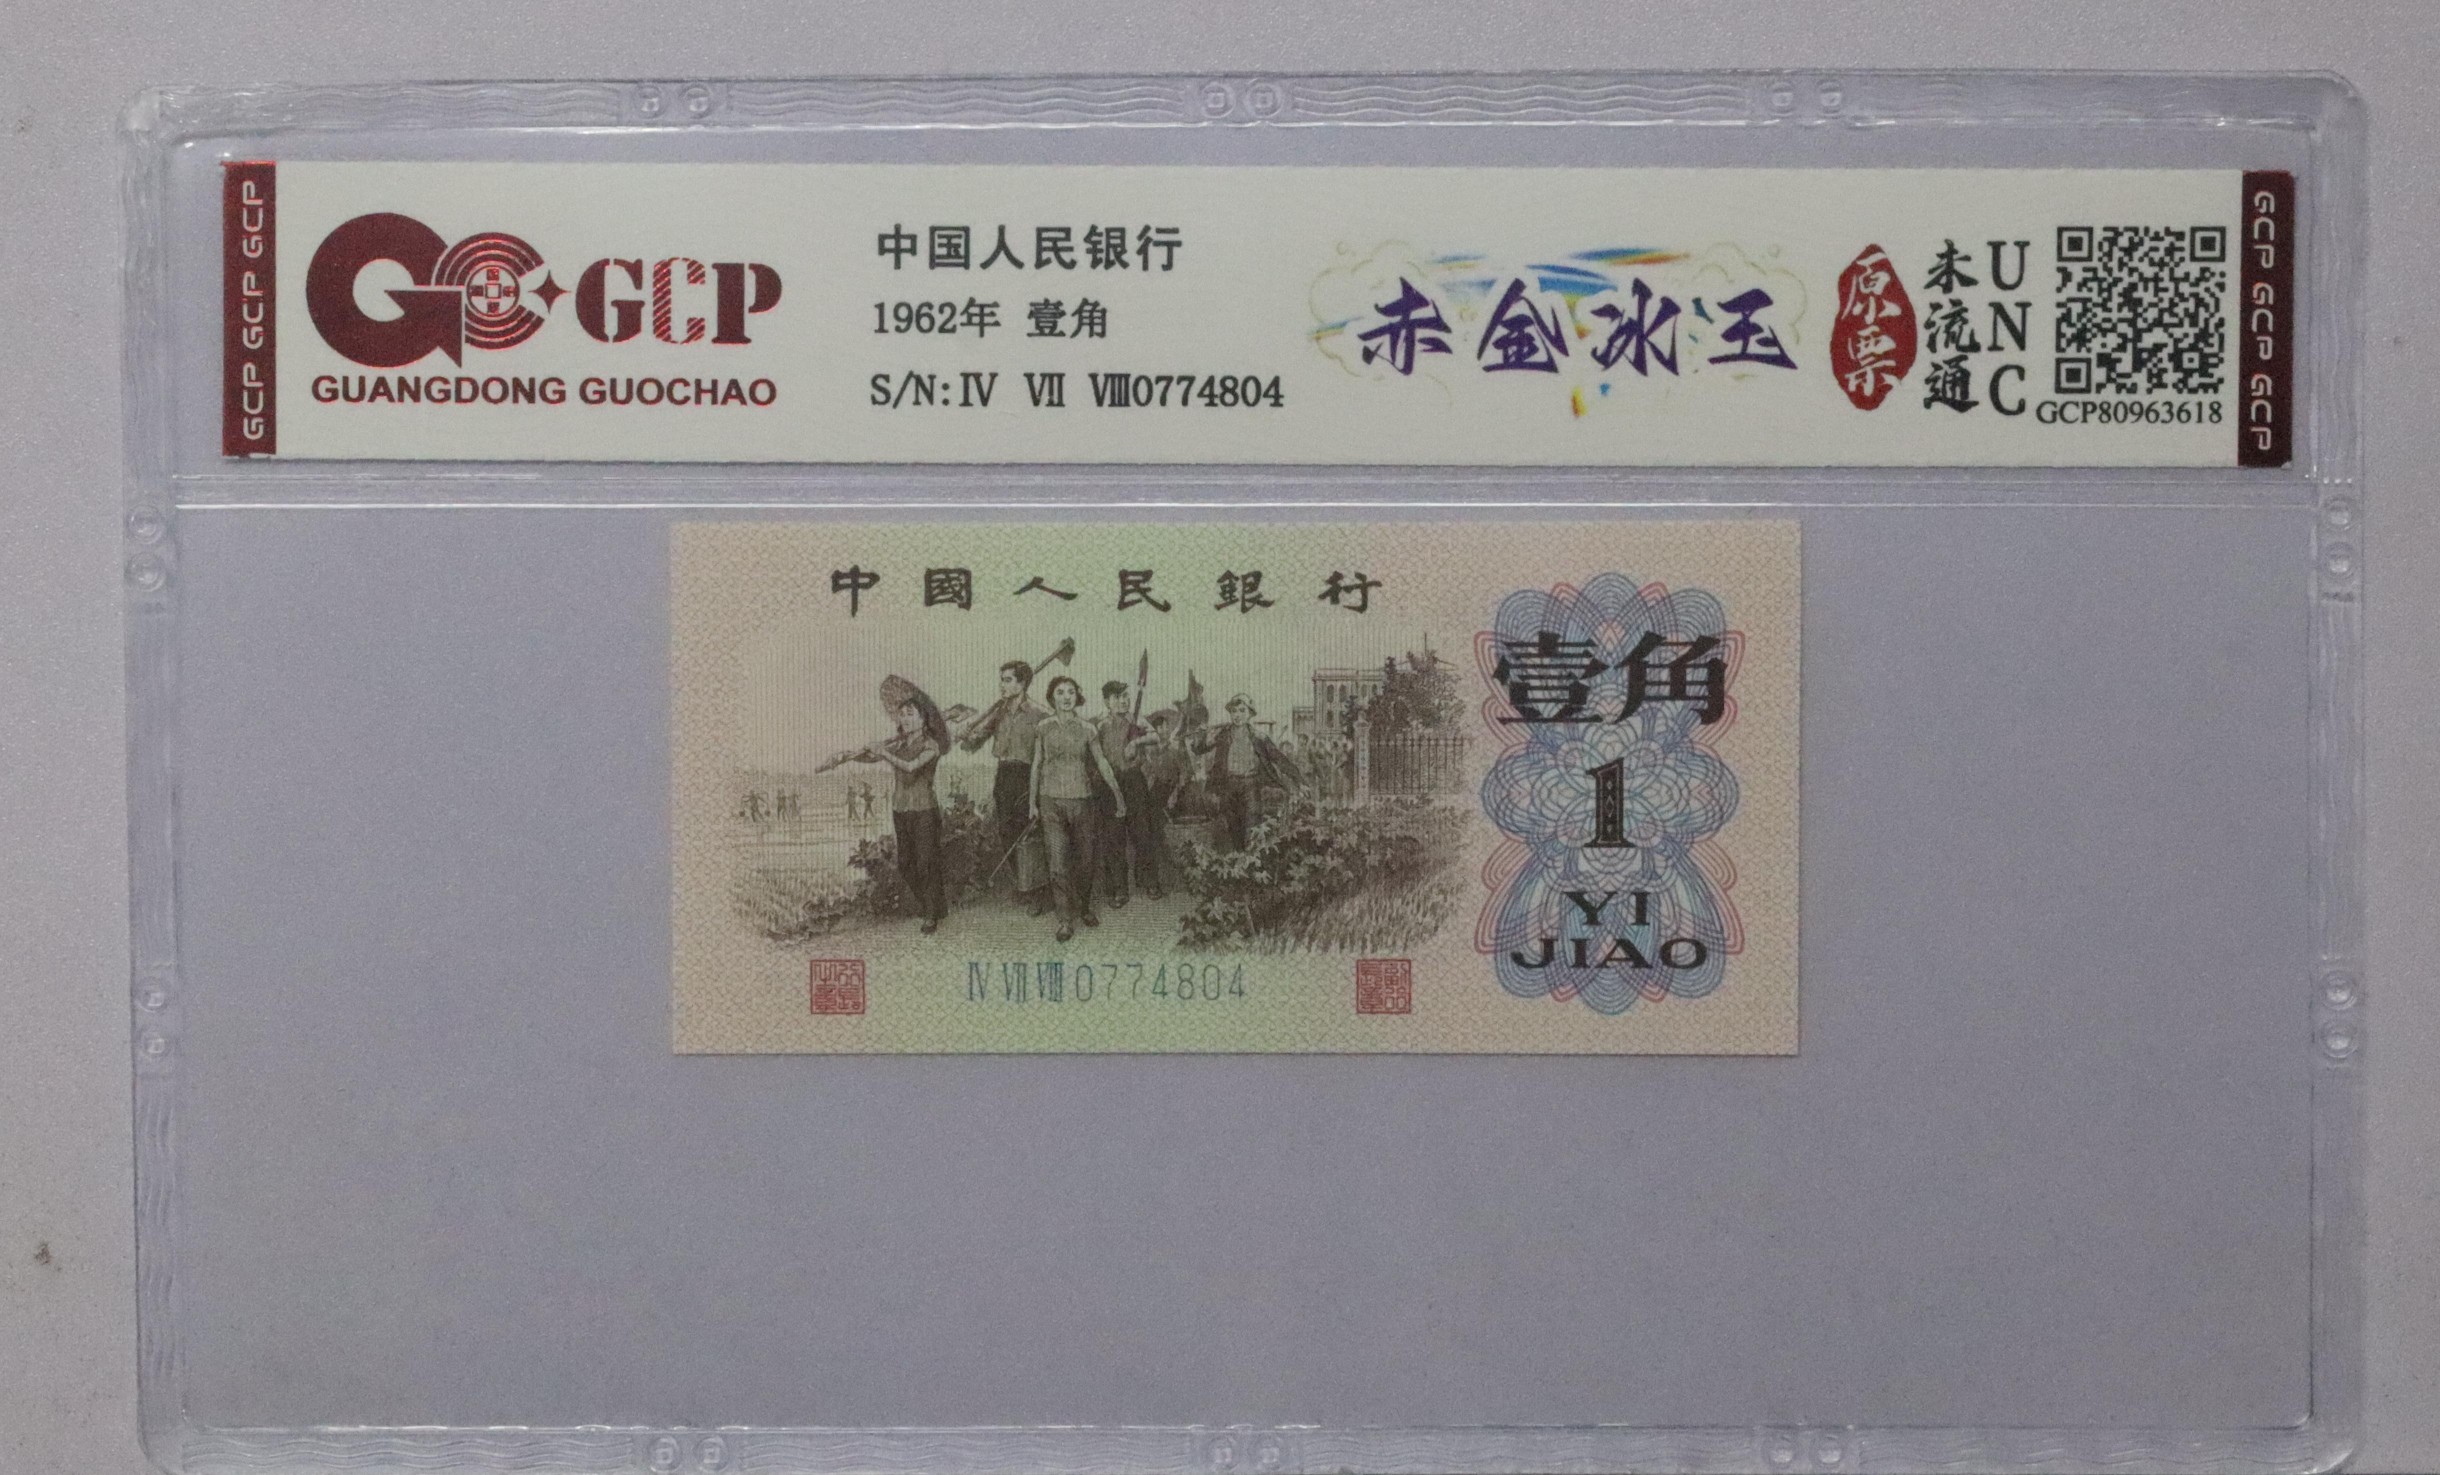 GCP GCP GCP
GCP
GUANGDONG GUOCHAO
中国人民银行
1962年 壹角
S/N:Ⅳ Ⅶ Ⅷ0774804
赤金冰玉
原票
未流通
UNC
GCP80963618
GCP GCP GCP
中國人民銀行
壹角
1
YI
JIAO
Ⅳ Ⅶ Ⅷ 0774804